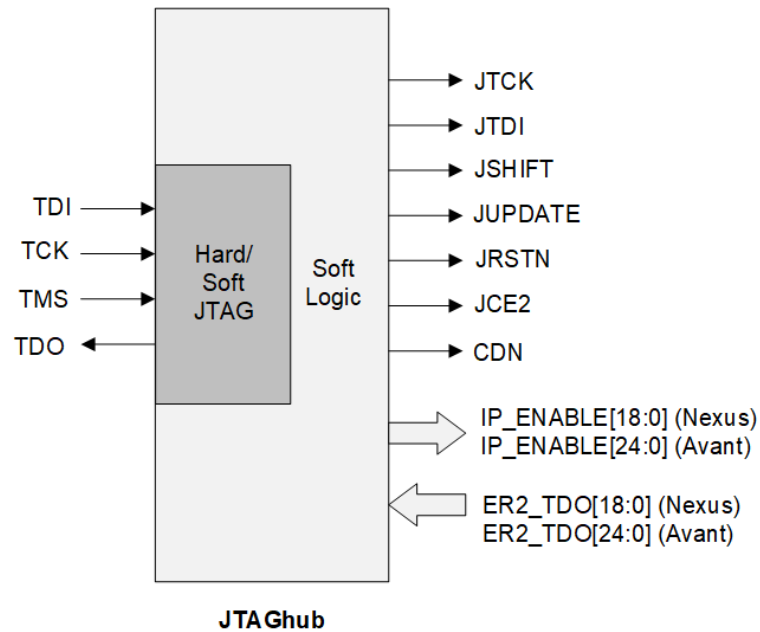 JTCK
JTDI
JSHIFT
JUPDATE
JRSTN
JCE2
CDN
TDI
TCK
TMS
TDO
Hard/
Soft
JTAG
Soft
Logic
IP_ENABLE[18:0] (Nexus)
IP_ENABLE[24:0] (Avant)
ER2_TDO[18:0] (Nexus)
ER2_TDO[24:0] (Avant)
JTAGhub